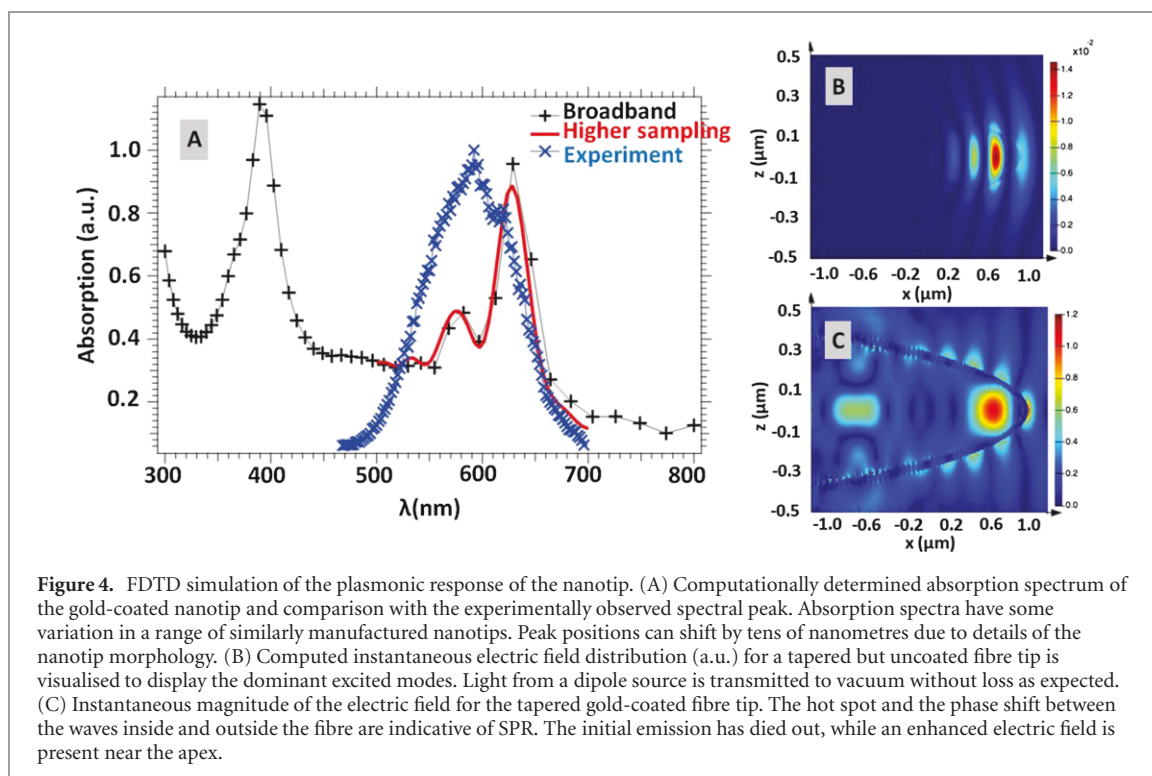 A
Broadband
Higher sampling
Experiment
Absorption (a.u.)
1.0
0.8
0.6
0.4
0.2
300 400 500 600 700 800
λ(nm)
B
x10-2
0.5
0.3
0.1
-0.1
-0.3
-0.5
z (μm)
-1.0 -0.6 -0.2 0.2 0.6 1.0
x (μm)
1.4
1.2
1.0
0.8
0.6
0.4
0.2
0.0
C
0.5
0.3
0.1
-0.1
-0.3
-0.5
z (μm)
-1.0 -0.6 -0.2 0.2 0.6 1.0
x (μm)
1.2
1.0
0.8
0.6
0.4
0.2
0.0
Figure 4. FDTD simulation of the plasmonic response of the nanotip. (A) Computationally determined absorption spectrum of
the gold-coated nanotip and comparison with the experimentally observed spectral peak. Absorption spectra have some
variation in a range of similarly manufactured nanotips. Peak positions can shift by tens of nanometres due to details of the
nanotip morphology. (B) Computed instantaneous electric field distribution (a.u.) for a tapered but uncoated fibre tip is
visualised to display the dominant excited modes. Light from a dipole source is transmitted to vacuum without loss as expected.
(C) Instantaneous magnitude of the electric field for the tapered gold-coated fibre tip. The hot spot and the phase shift between
the waves inside and outside the fibre are indicative of SPR. The initial emission has died out, while an enhanced electric field is
present near the apex.